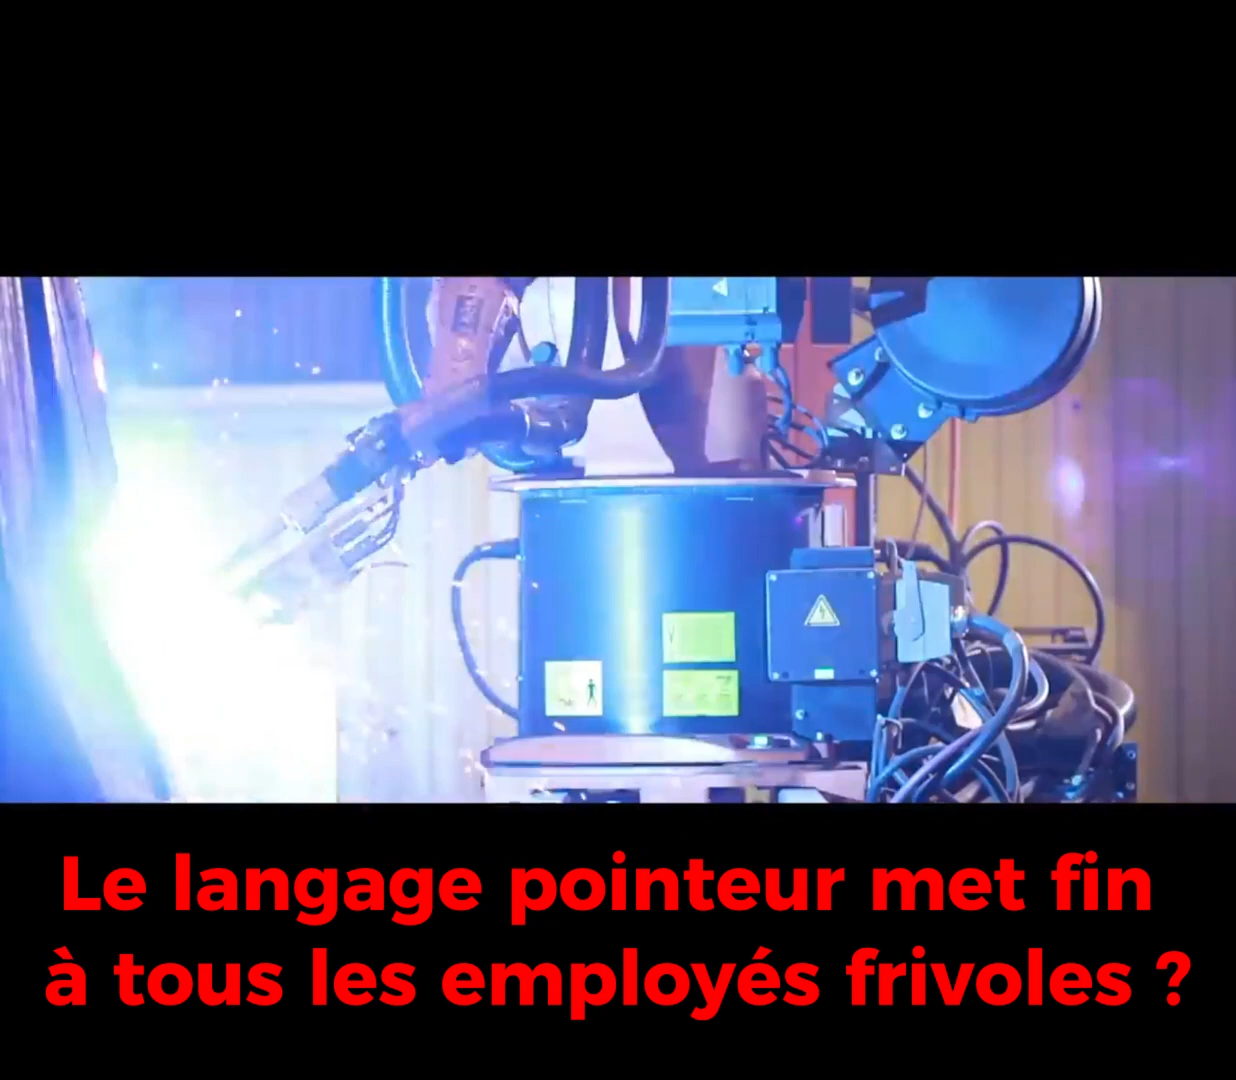 Le langage pointeur met fin
à tous les employés frivoles ?